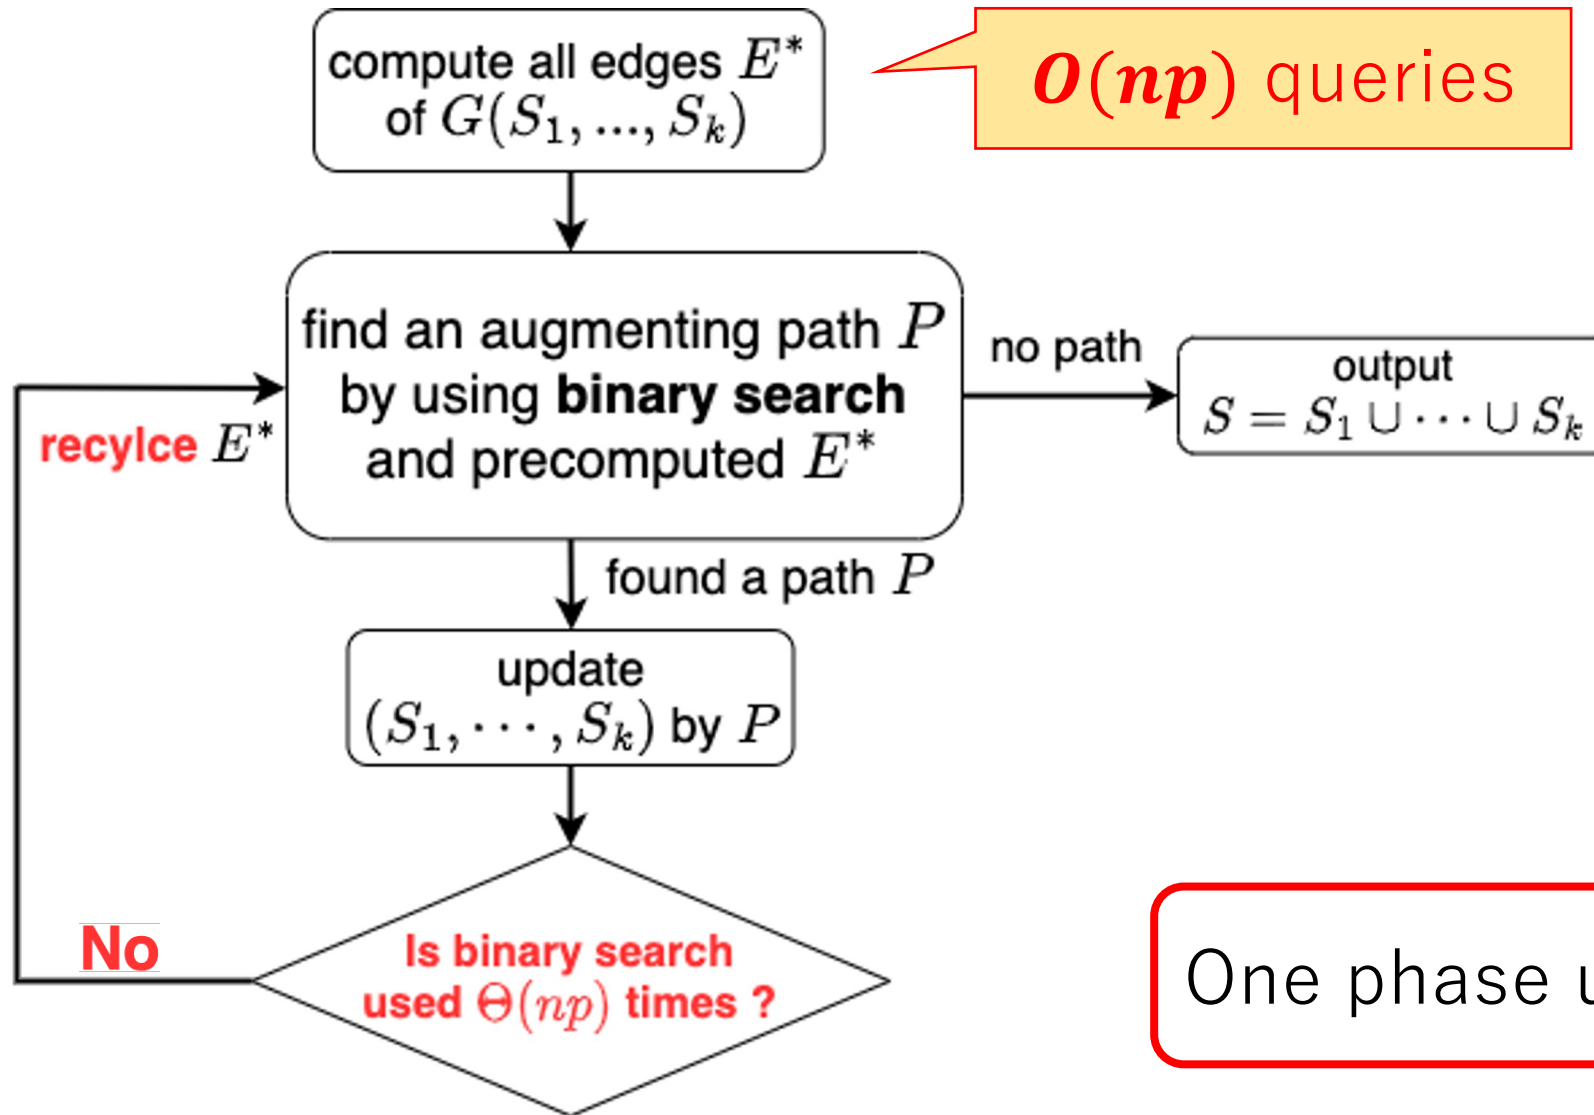 compute all edges E*
of G(S₁, ..., Sₖ)
O(np) queries
find an augmenting path P
by using binary search
and precomputed E*
no path
output
S = S₁ ∪ ⋯ ∪ Sₖ
recylce E*
found a path P
update
(S₁, ⋯, Sₖ) by P
No
Is binary search
used Θ(np) times ?
One phase